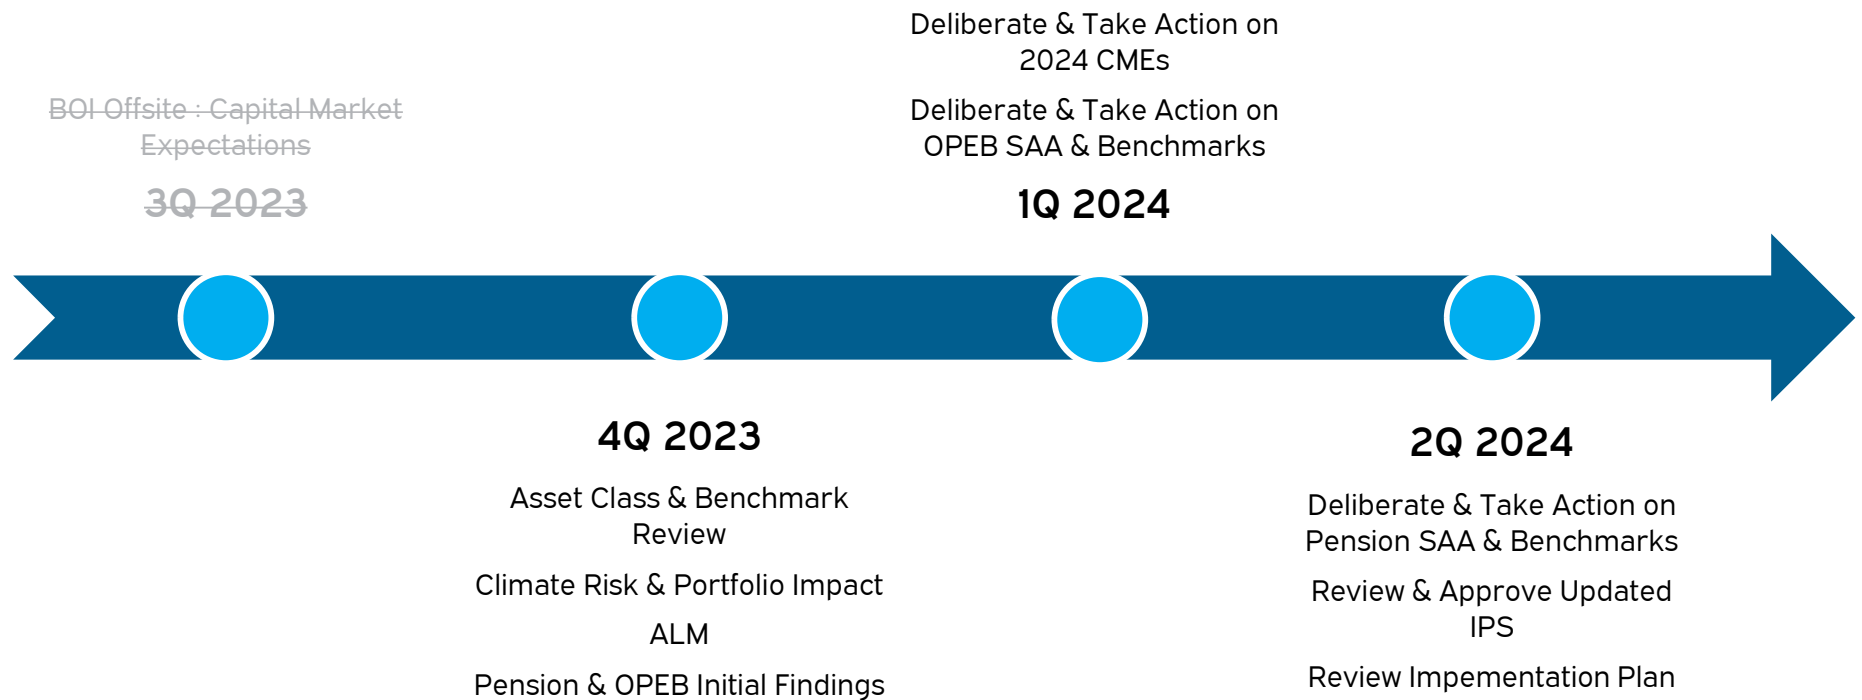 BOI Offsite : Capital Market
Expectations
3Q 2023
4Q 2023
Asset Class & Benchmark
Review
Climate Risk & Portfolio Impact
ALM
Pension & OPEB Initial Findings
Deliberate & Take Action on
2024 CMEs
Deliberate & Take Action on
OPEB SAA & Benchmarks
1Q 2024
2Q 2024
Deliberate & Take Action on
Pension SAA & Benchmarks
Review & Approve Updated
IPS
Review Impementation Plan